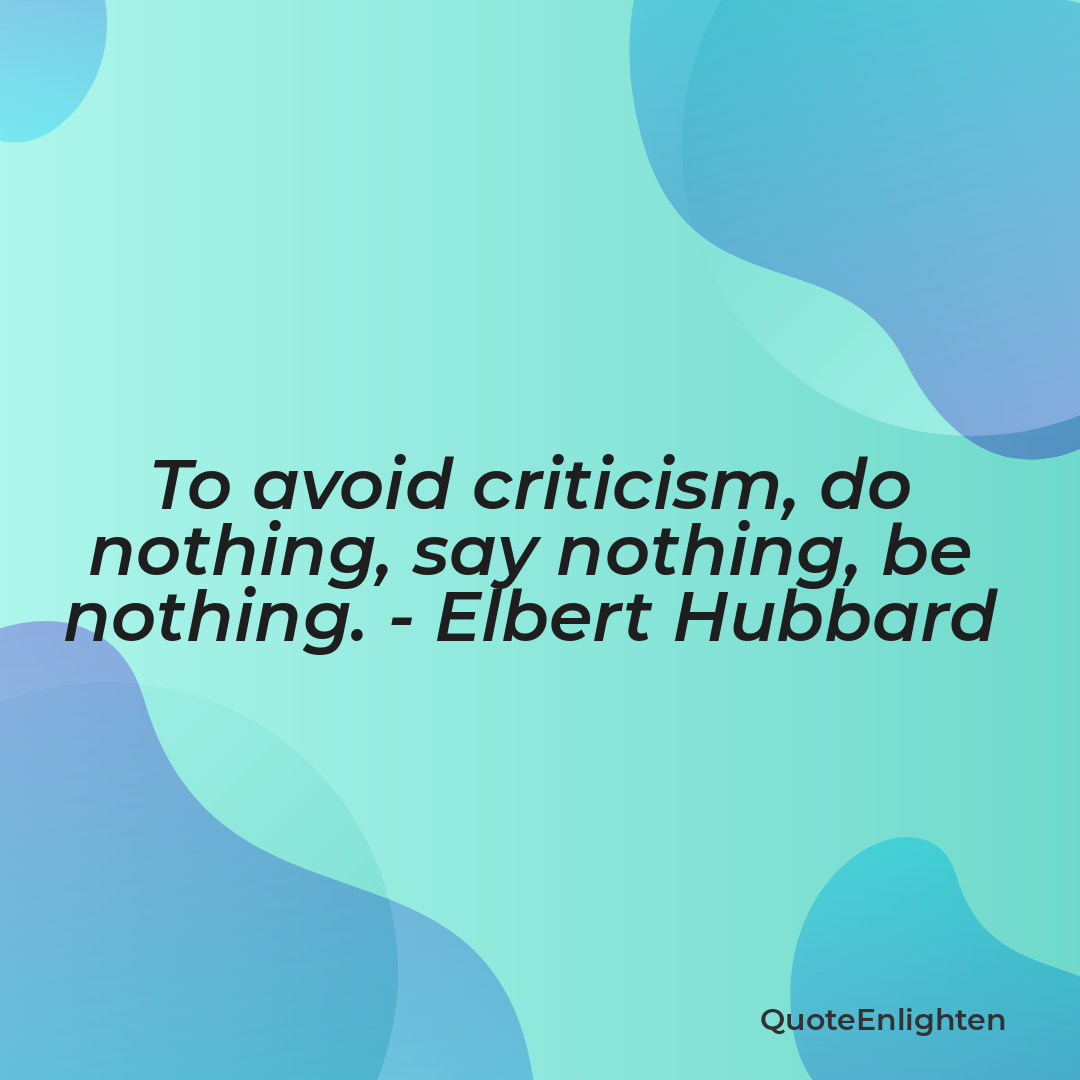 To avoid criticism, do
nothing, say nothing, be
nothing. - Elbert Hubbard
QuoteEnlighten